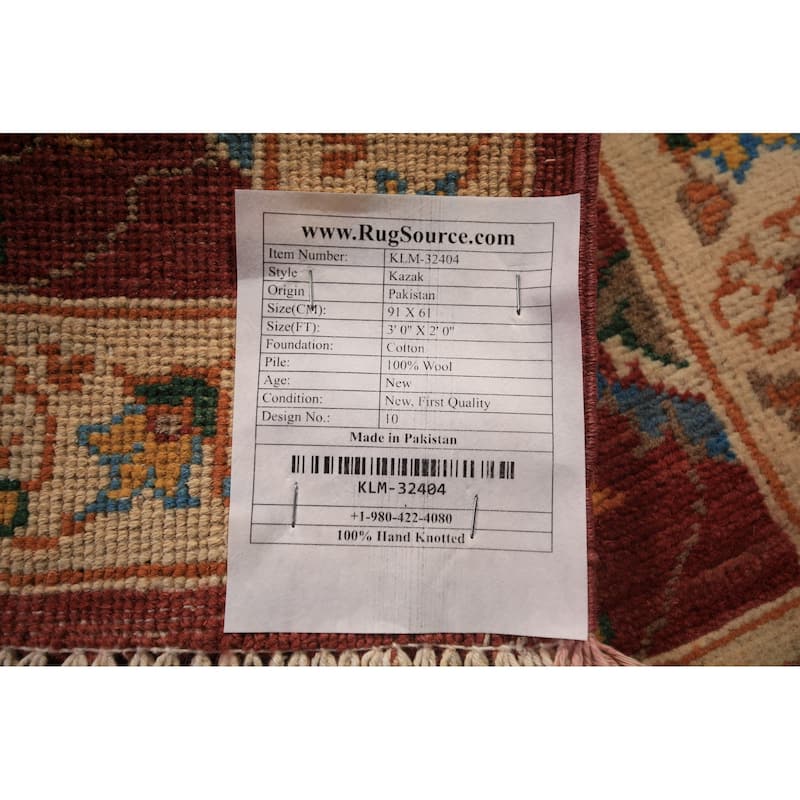 www.RugSource.com
Item Number: KLM-32404
Style Kazak
Origin Pakistan
Size(CM): 91 X 61
Size(FT): 3' 0" X 2' 0"
Foundation: Cotton
Pile: 100% Wool
Age: New
Condition: New, First Quality
Design No.: 10
Made in Pakistan
KLM-32404
+1-980-422-4080
100% Hand Knotted